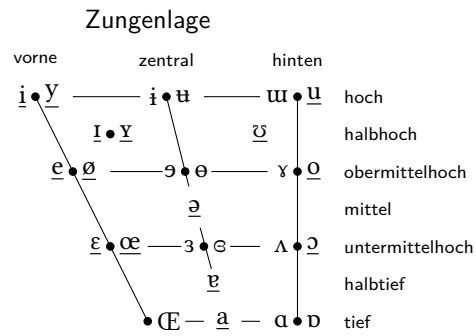 Zungenlage
vorne zentral hinten
i y ɨ ʉ ɯ u hoch
ɪ ʏ ʊ halbhoch
e ø ɘ ɵ ɤ o obermittelhoch
ə mittel
ɛ œ ɜ ɞ ʌ ɔ untermittelhoch
ɐ halbtief
Œ a ɑ ɒ tief